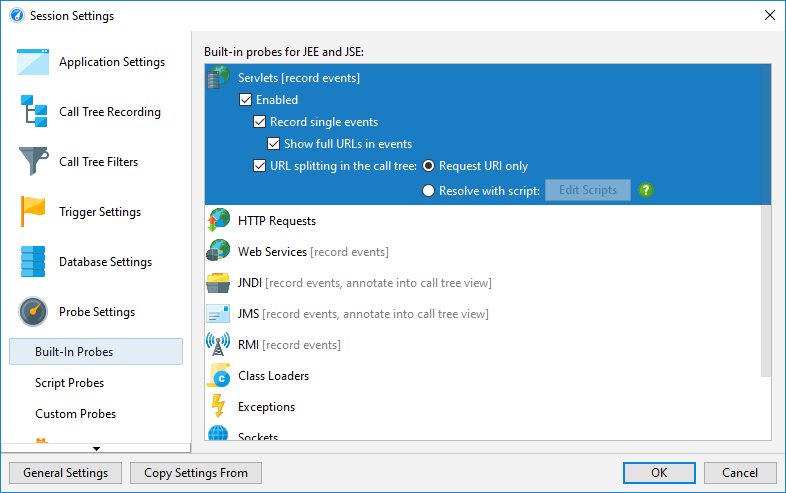 Session Settings
Application Settings
Call Tree Recording
Call Tree Filters
Trigger Settings
Database Settings
Probe Settings
Built-In Probes
Script Probes
Custom Probes
Built-in probes for JEE and JSE:
Servlets [record events]
Enabled
Record single events
Show full URLs in events
URL splitting in the call tree: Request URI only
Resolve with script: Edit Scripts ?
HTTP Requests
Web Services [record events]
JNDI [record events, annotate into call tree view]
JMS [record events, annotate into call tree view]
RMI [record events]
Class Loaders
Exceptions
Sockets
General Settings Copy Settings From OK Cancel